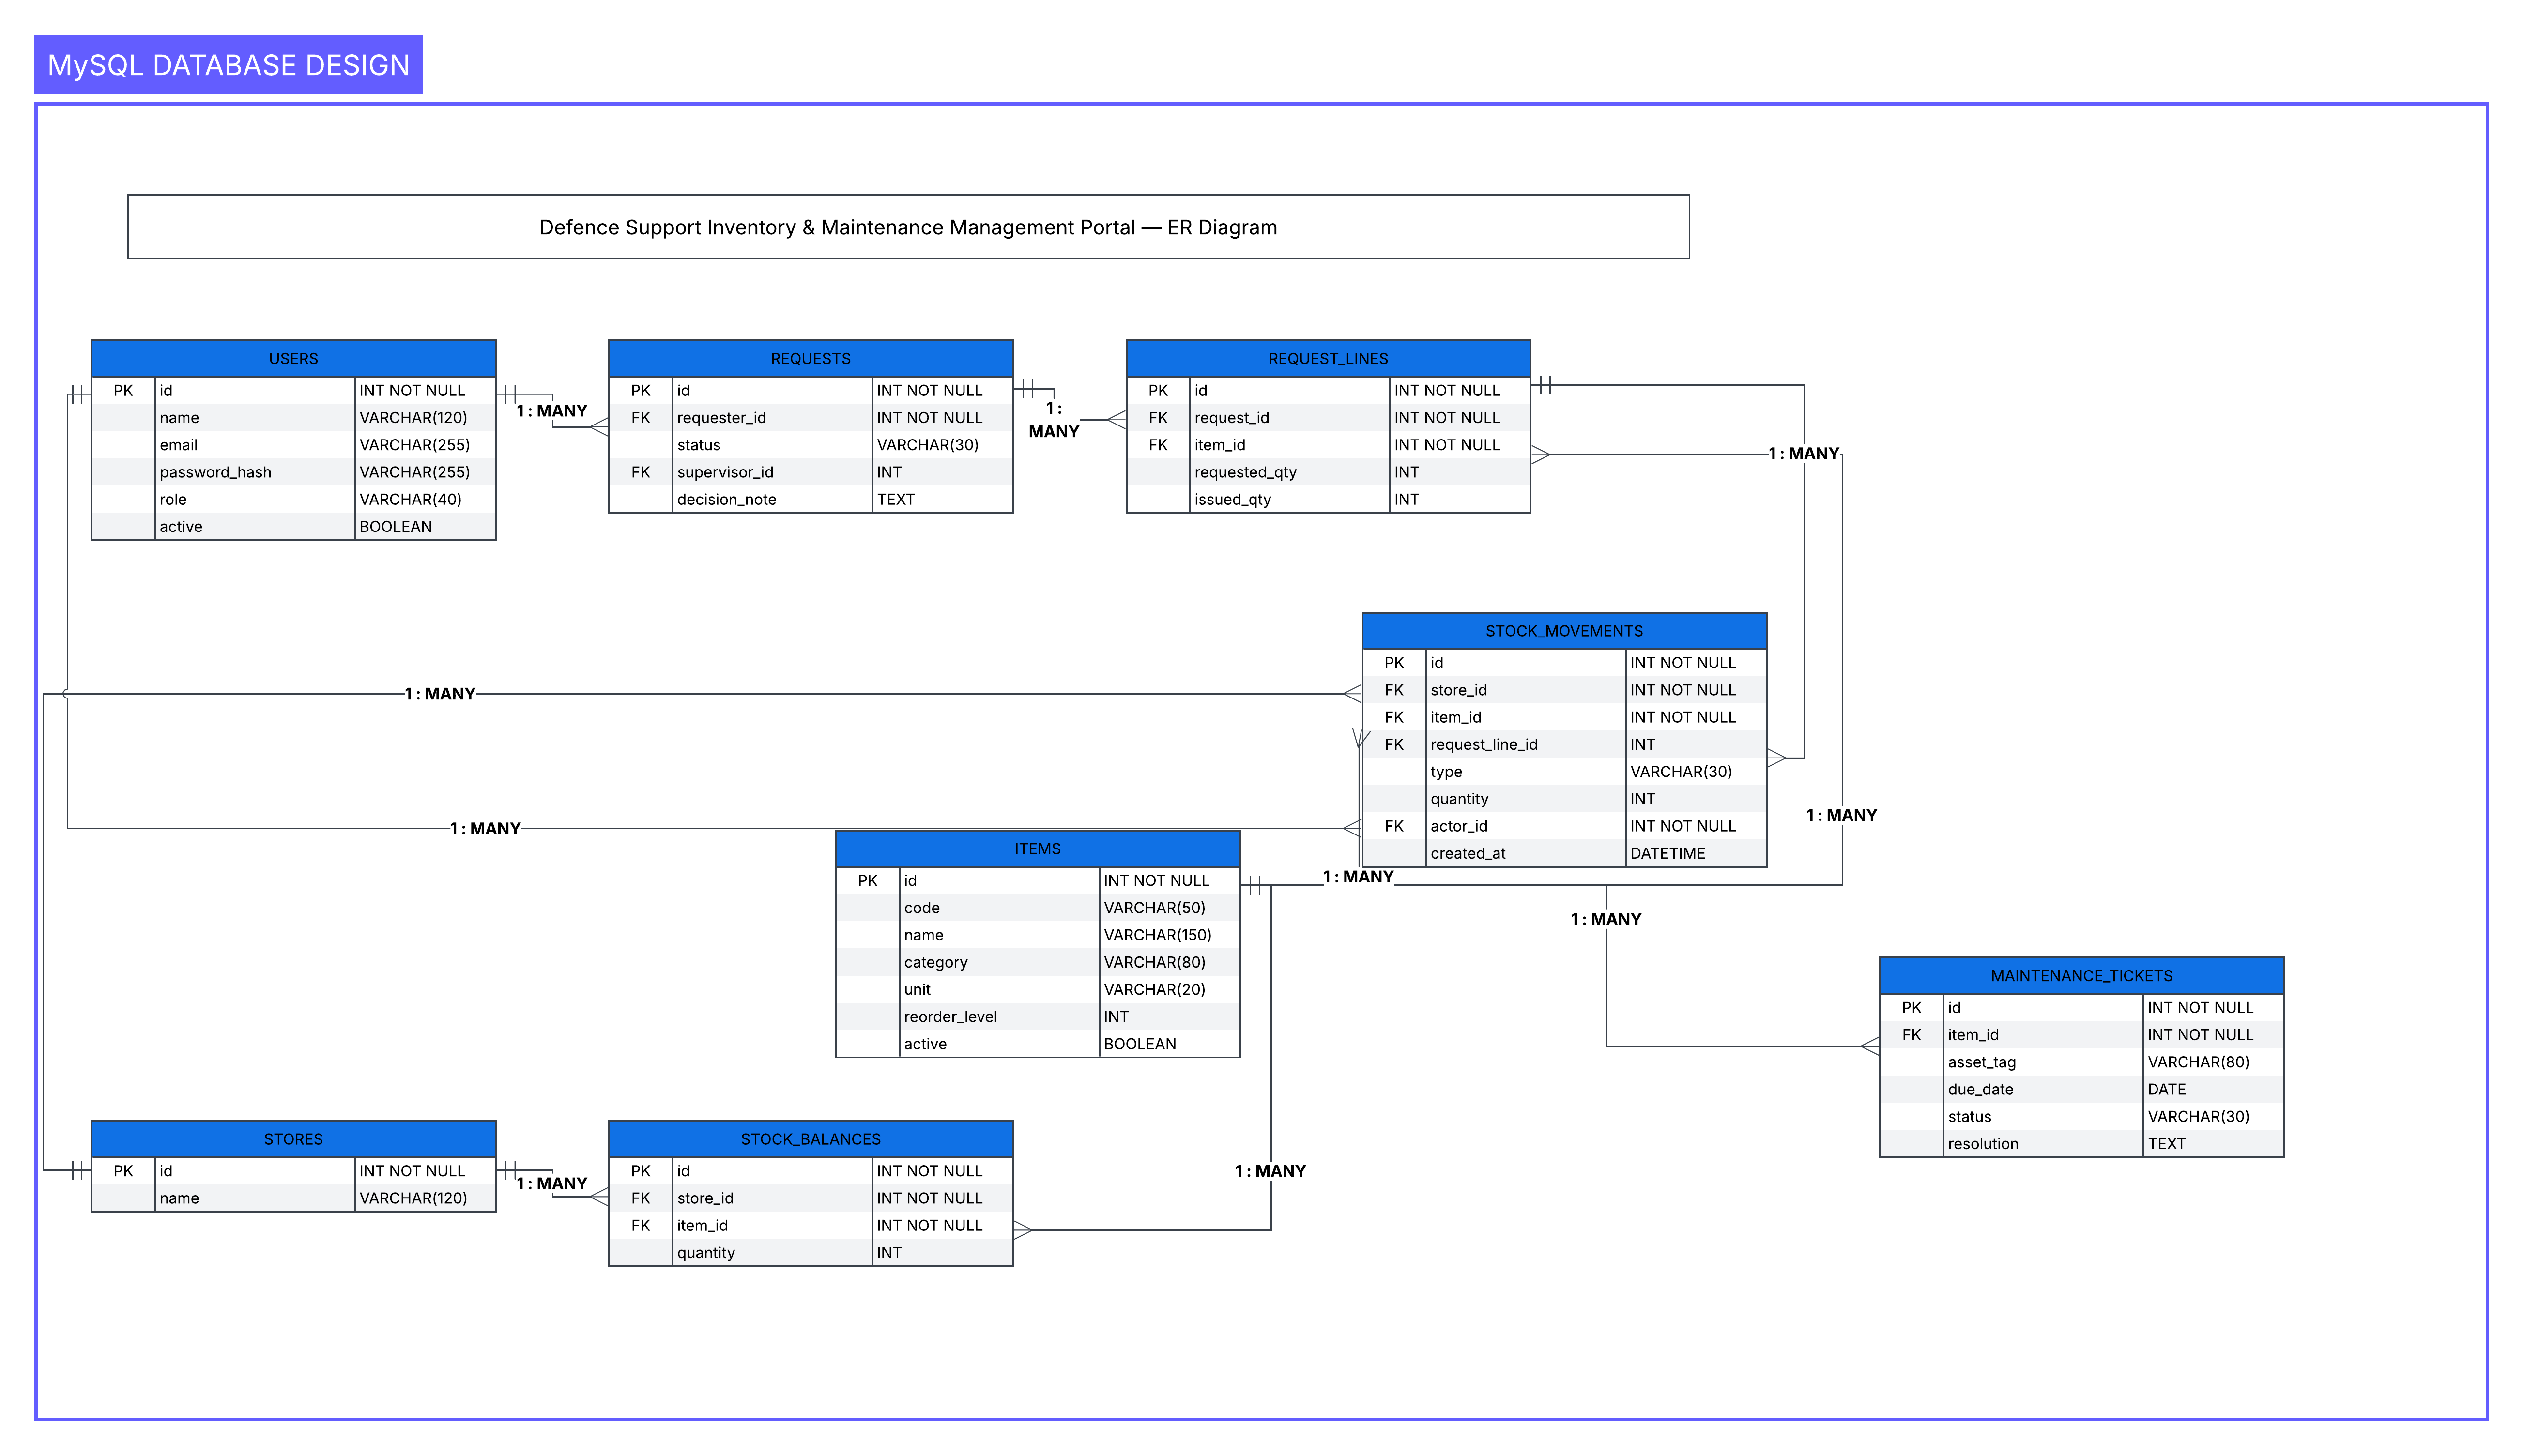 MySQL DATABASE DESIGN
Defence Support Inventory & Maintenance Management Portal — ER Diagram
USERS
PK id INT NOT NULL
name VARCHAR(120)
email VARCHAR(255)
password_hash VARCHAR(255)
role VARCHAR(40)
active BOOLEAN
1 : MANY
REQUESTS
PK id INT NOT NULL
FK requester_id INT NOT NULL
status VARCHAR(30)
FK supervisor_id INT
decision_note TEXT
1 :
MANY
REQUEST_LINES
PK id INT NOT NULL
FK request_id INT NOT NULL
FK item_id INT NOT NULL
requested_qty INT
issued_qty INT
1 : MANY
STOCK_MOVEMENTS
PK id INT NOT NULL
FK store_id INT NOT NULL
FK item_id INT NOT NULL
FK request_line_id INT
type VARCHAR(30)
quantity INT
FK actor_id INT NOT NULL
created_at DATETIME
1 : MANY
1 : MANY
1 : MANY
1 : MANY
1 : MANY
ITEMS
PK id INT NOT NULL
code VARCHAR(50)
name VARCHAR(150)
category VARCHAR(80)
unit VARCHAR(20)
reorder_level INT
active BOOLEAN
MAINTENANCE_TICKETS
PK id INT NOT NULL
FK item_id INT NOT NULL
asset_tag VARCHAR(80)
due_date DATE
status VARCHAR(30)
resolution TEXT
STORES
PK id INT NOT NULL
name VARCHAR(120)
1 : MANY
STOCK_BALANCES
PK id INT NOT NULL
FK store_id INT NOT NULL
FK item_id INT NOT NULL
quantity INT
1 : MANY